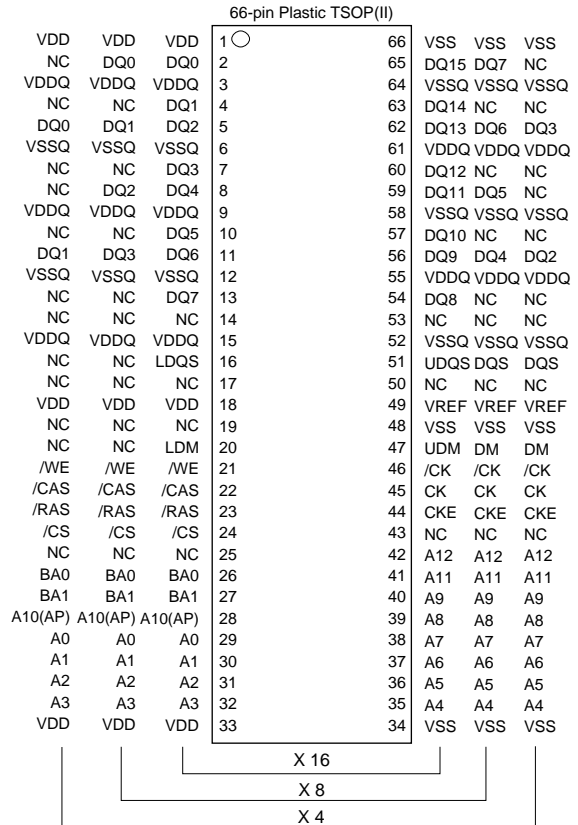 66-pin Plastic TSOP(II)
VDD VDD VDD 1 66 VSS VSS VSS
NC DQ0 DQ0 2 65 DQ15 DQ7 NC
VDDQ VDDQ VDDQ 3 64 VSSQ VSSQ VSSQ
NC NC DQ1 4 63 DQ14 NC NC
DQ0 DQ1 DQ2 5 62 DQ13 DQ6 DQ3
VSSQ VSSQ VSSQ 6 61 VDDQ VDDQ VDDQ
NC NC DQ3 7 60 DQ12 NC NC
NC DQ2 DQ4 8 59 DQ11 DQ5 NC
VDDQ VDDQ VDDQ 9 58 VSSQ VSSQ VSSQ
NC NC DQ5 10 57 DQ10 NC NC
DQ1 DQ3 DQ6 11 56 DQ9 DQ4 DQ2
VSSQ VSSQ VSSQ 12 55 VDDQ VDDQ VDDQ
NC NC DQ7 13 54 DQ8 NC NC
NC NC NC 14 53 NC NC NC
VDDQ VDDQ VDDQ 15 52 VSSQ VSSQ VSSQ
NC NC LDQS 16 51 UDQS DQS DQS
NC NC NC 17 50 NC NC NC
VDD VDD VDD 18 49 VREF VREF VREF
NC NC NC 19 48 VSS VSS VSS
NC NC LDM 20 47 UDM DM DM
/WE /WE /WE 21 46 /CK /CK /CK
/CAS /CAS /CAS 22 45 CK CK CK
/RAS /RAS /RAS 23 44 CKE CKE CKE
/CS /CS /CS 24 43 NC NC NC
NC NC NC 25 42 A12 A12 A12
BA0 BA0 BA0 26 41 A11 A11 A11
BA1 BA1 BA1 27 40 A9 A9 A9
A10(AP) A10(AP) A10(AP) 28 39 A8 A8 A8
A0 A0 A0 29 38 A7 A7 A7
A1 A1 A1 30 37 A6 A6 A6
A2 A2 A2 31 36 A5 A5 A5
A3 A3 A3 32 35 A4 A4 A4
VDD VDD VDD 33 34 VSS VSS VSS
X 16
X 8
X 4